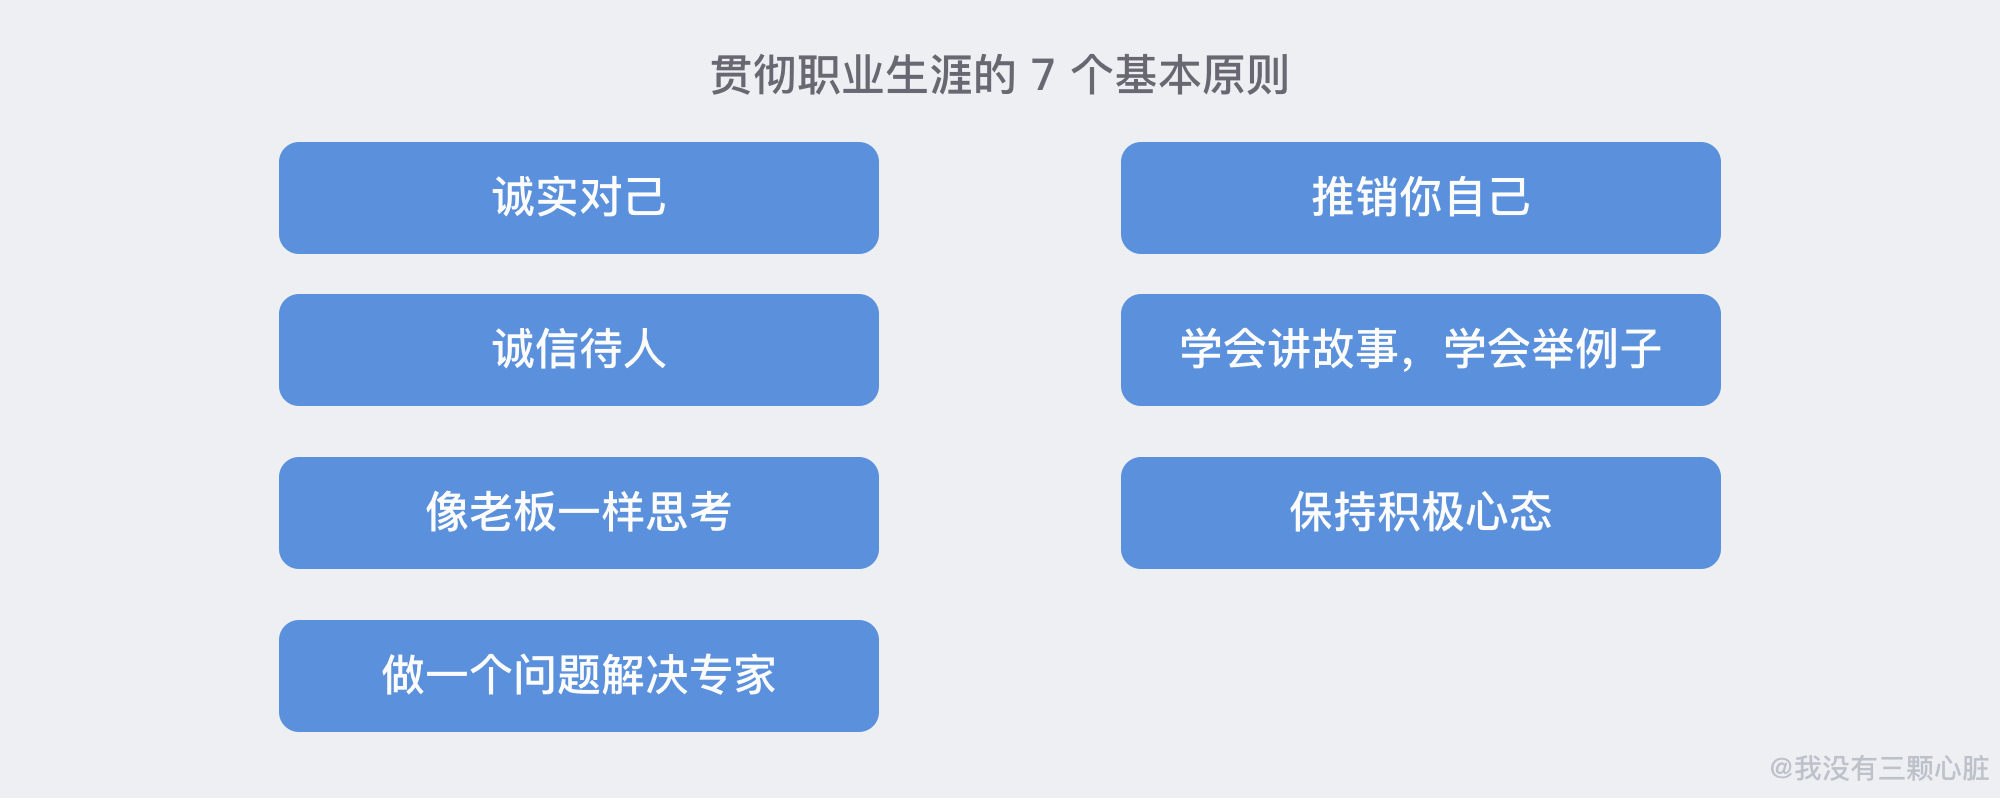 贯彻职业生涯的 7 个基本原则
诚实对己
推销你自己
诚信待人
学会讲故事，学会举例子
像老板一样思考
保持积极心态
做一个问题解决专家
@我没有三颗心脏